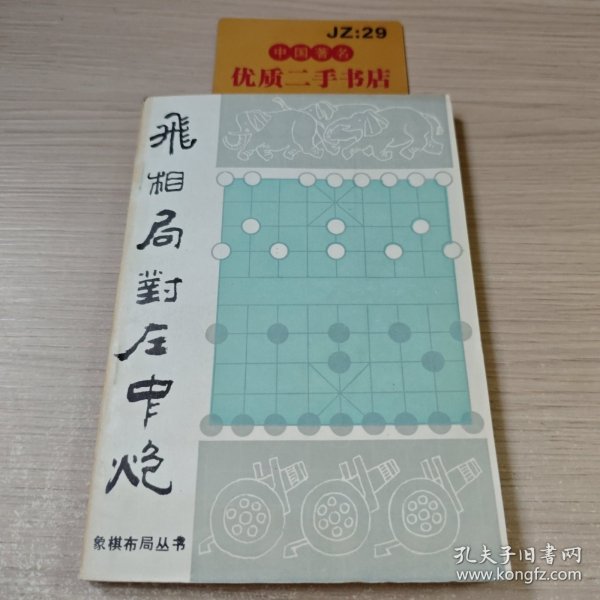 JZ:29
中国著名
优质二手书店
飛相局對左中炮
象棋布局丛书
孔夫子旧书网
www.kongfz.com